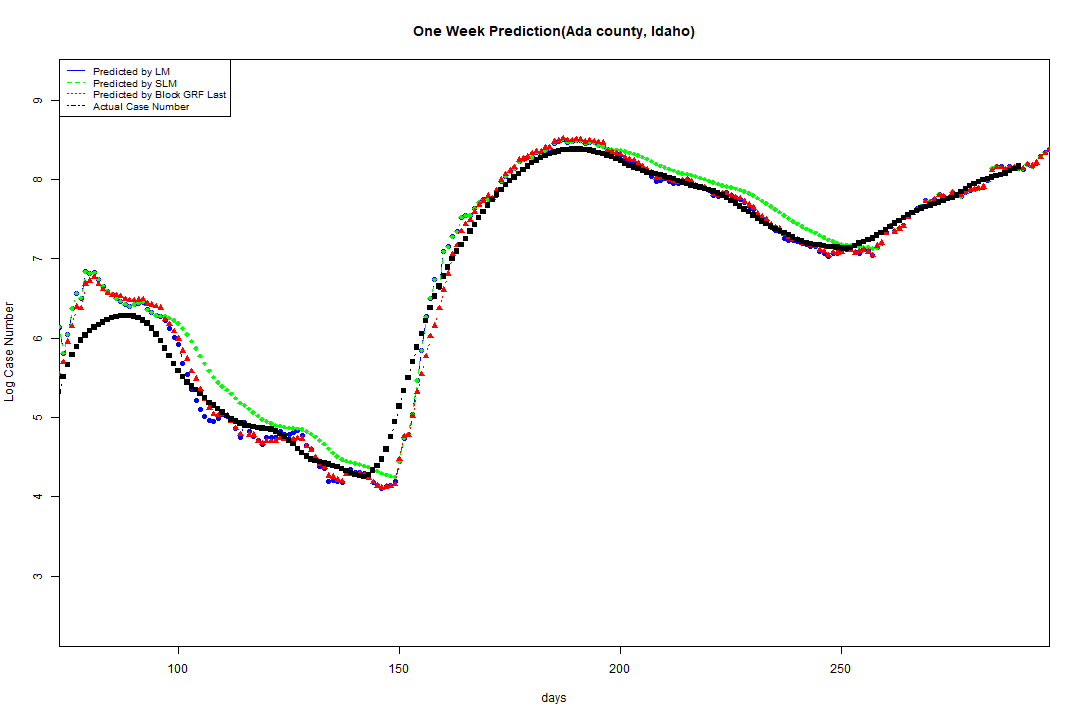 One Week Prediction(Ada county, Idaho)
Predicted by LM
Predicted by SLM
Predicted by Block GRF Last
Actual Case Number
9
8
7
6
5
4
3
Log Case Number
100 150 200 250
days